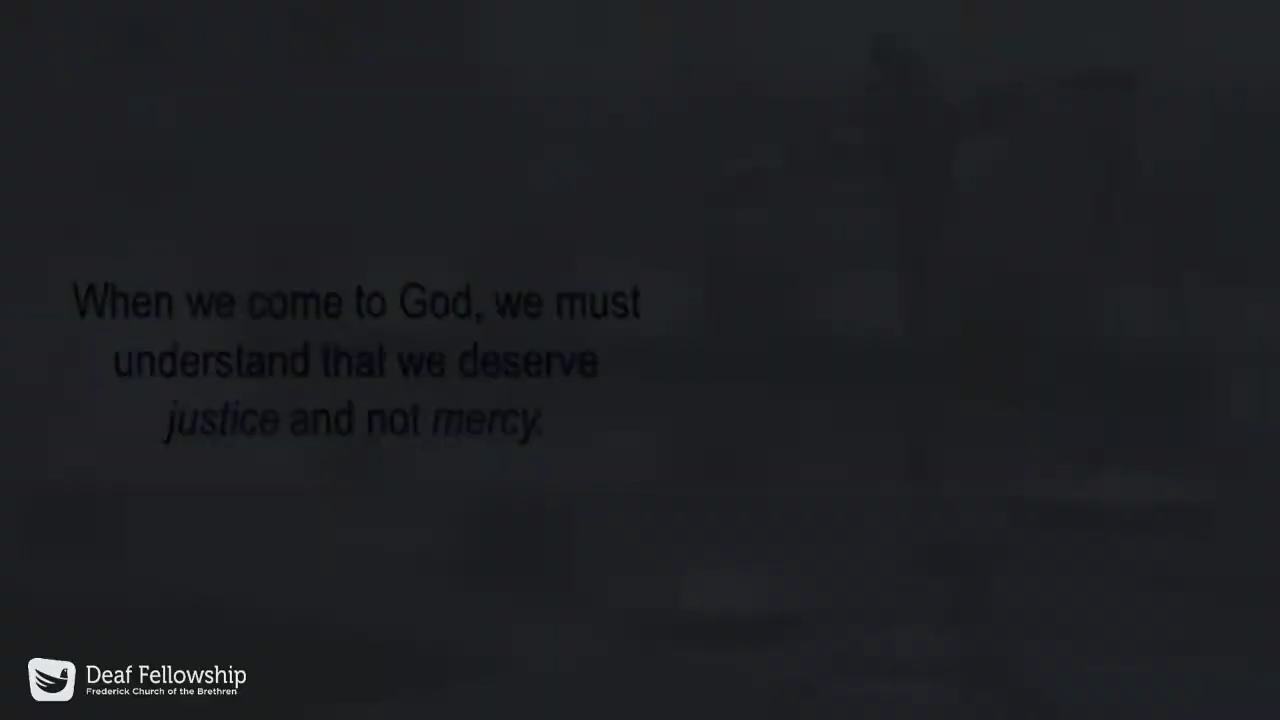 When we come to God, we must
understand that we deserve
justice and not mercy.
Deaf Fellowship
Frederick Church of the Brethren